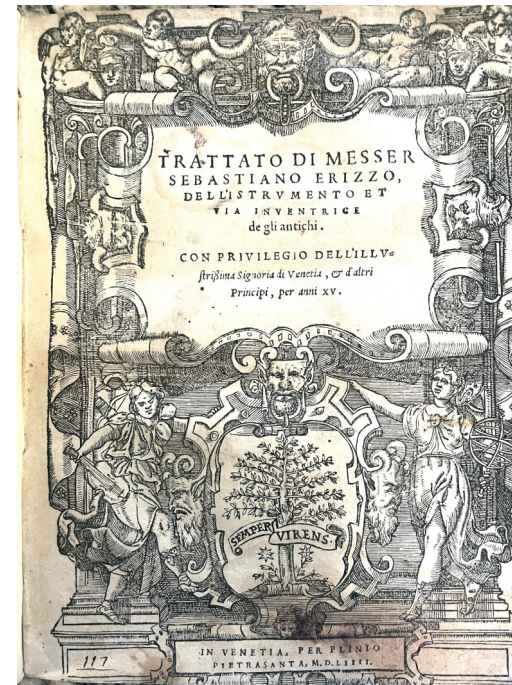 TRATTATO DI MESSER
SEBASTIANO ERIZZO,
DELL'ISTRVMENTO ET
VIA INVENTRICE
de gli antichi.
CON PRIVILEGIO DELL'ILLV=
ſtriſsima Signoria di Venetia, & d'altri
Principi, per anni XV.
SEMPER VIRENS
IN VENETIA, PER PLINIO
PIETRASANTA, M.D.LIIII.
117